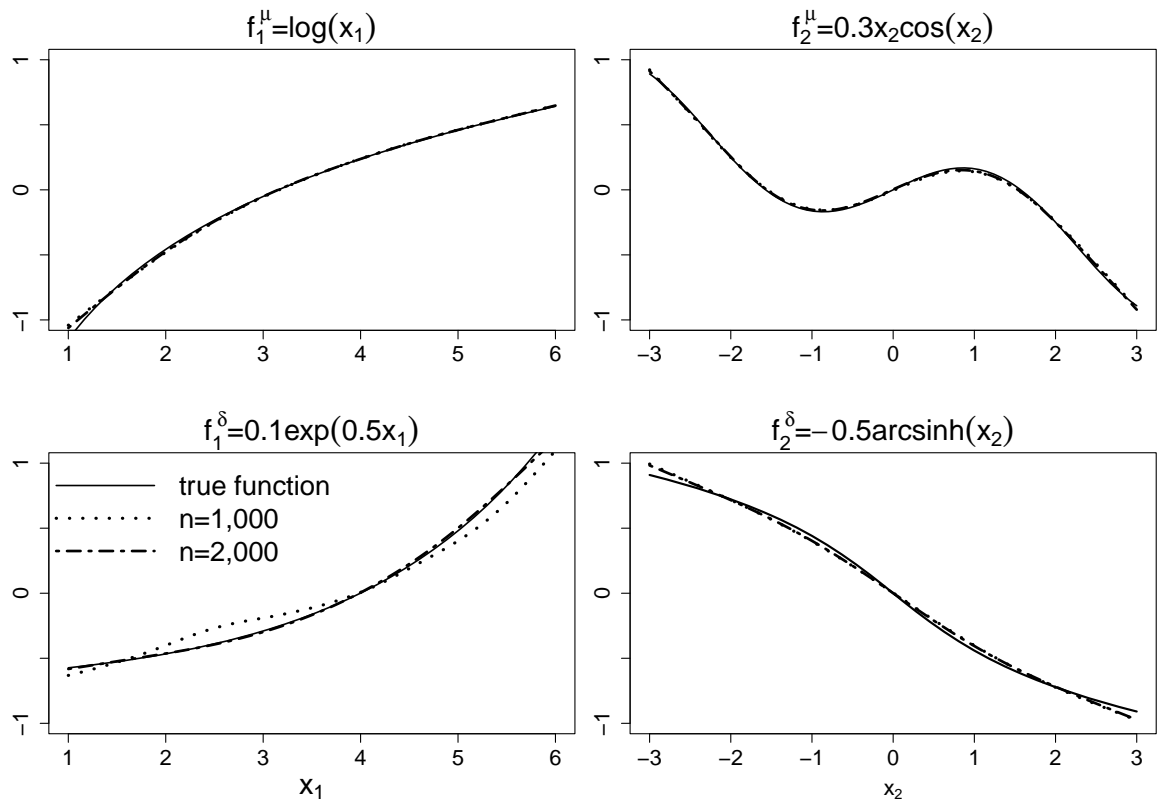 f₁^μ=log(x₁)
f₂^μ=0.3x₂cos(x₂)
1
0
−1
1 2 3 4 5 6
1
0
−1
−3 −2 −1 0 1 2 3
f₁^δ=0.1exp(0.5x₁)
f₂^δ=−0.5arcsinh(x₂)
1
0
−1
true function
n=1,000
n=2,000
1 2 3 4 5 6
x₁
1
0
−1
−3 −2 −1 0 1 2 3
x₂